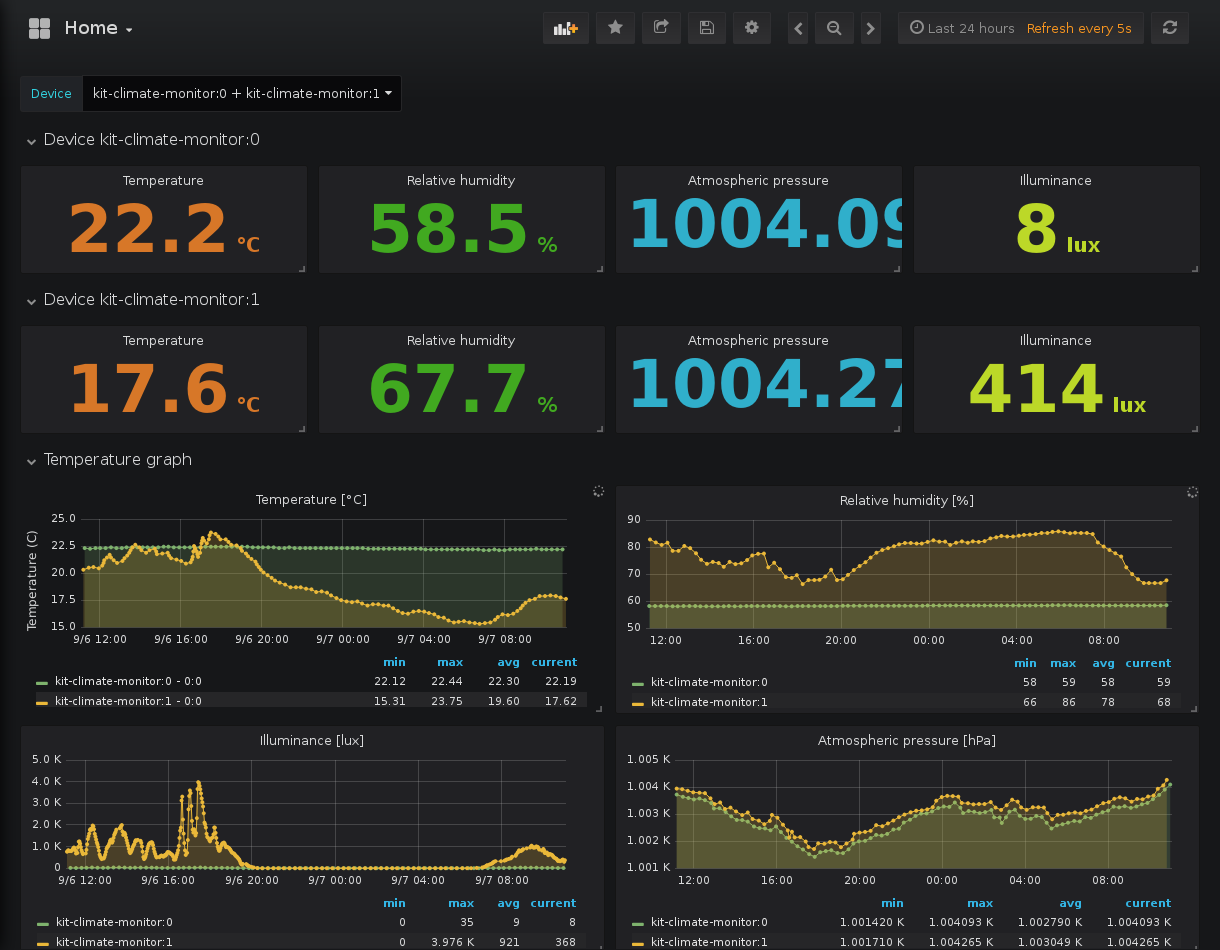 Home
Last 24 hours Refresh every 5s
Device kit-climate-monitor:0 + kit-climate-monitor:1
Device kit-climate-monitor:0
Temperature Relative humidity Atmospheric pressure Illuminance
22.2 °C 58.5 % 1004.09 8 lux
Device kit-climate-monitor:1
Temperature Relative humidity Atmospheric pressure Illuminance
17.6 °C 67.7 % 1004.27 414 lux
Temperature graph
Temperature [°C]
Temperature (C)
25.0
22.5
20.0
17.5
15.0
9/6 12:00 9/6 16:00 9/6 20:00 9/7 00:00 9/7 04:00 9/7 08:00
min max avg current
kit-climate-monitor:0 - 0:0 22.12 22.44 22.30 22.19
kit-climate-monitor:1 - 0:0 15.31 23.75 19.60 17.62
Relative humidity [%]
90
80
70
60
50
12:00 16:00 20:00 00:00 04:00 08:00
min max avg current
kit-climate-monitor:0 58 59 58 59
kit-climate-monitor:1 66 86 78 68
Illuminance [lux]
5.0 K
4.0 K
3.0 K
2.0 K
1.0 K
0
9/6 12:00 9/6 16:00 9/6 20:00 9/7 00:00 9/7 04:00 9/7 08:00
min max avg current
kit-climate-monitor:0 0 35 9 8
kit-climate-monitor:1 0 3.976 K 921 368
Atmospheric pressure [hPa]
1.005 K
1.004 K
1.003 K
1.002 K
1.001 K
12:00 16:00 20:00 00:00 04:00 08:00
min max avg current
kit-climate-monitor:0 1.001420 K 1.004093 K 1.002790 K 1.004093 K
kit-climate-monitor:1 1.001710 K 1.004265 K 1.003049 K 1.004265 K